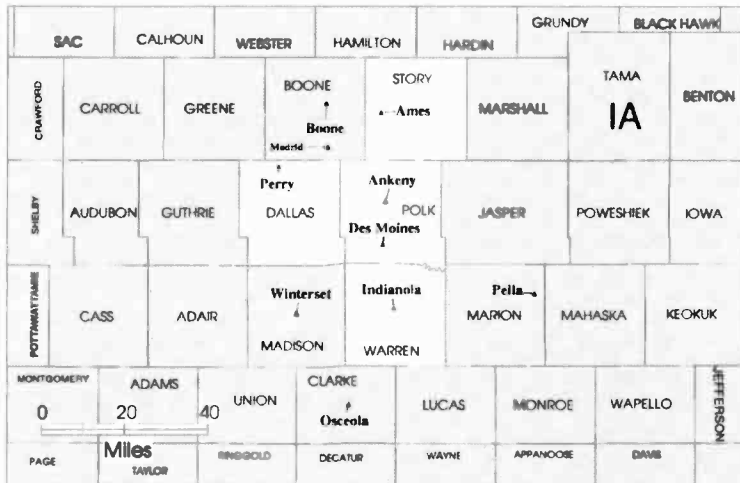 GRUNDY BLACK HAWK
SAC CALHOUN WEBSTER HAMILTON HARDIN
CRAWFORD CARROLL GREENE BOONE STORY MARSHALL TAMA BENTON
IA
Boone Ames
Madrid
Perry Ankeny
SHELBY AUDUBON GUTHRIE DALLAS POLK JASPER POWESHIEK IOWA
Des Moines
Winterset Indianola Pella
POTTAWATTAMIE CASS ADAIR MADISON WARREN MARION MAHASKA KEOKUK
MONTGOMERY ADAMS UNION CLARKE LUCAS MONROE WAPELLO JEFFERSON
0 20 40
Osceola
Miles
PAGE TAYLOR RINGGOLD DECATUR WAYNE APPANOOSE DAVIS